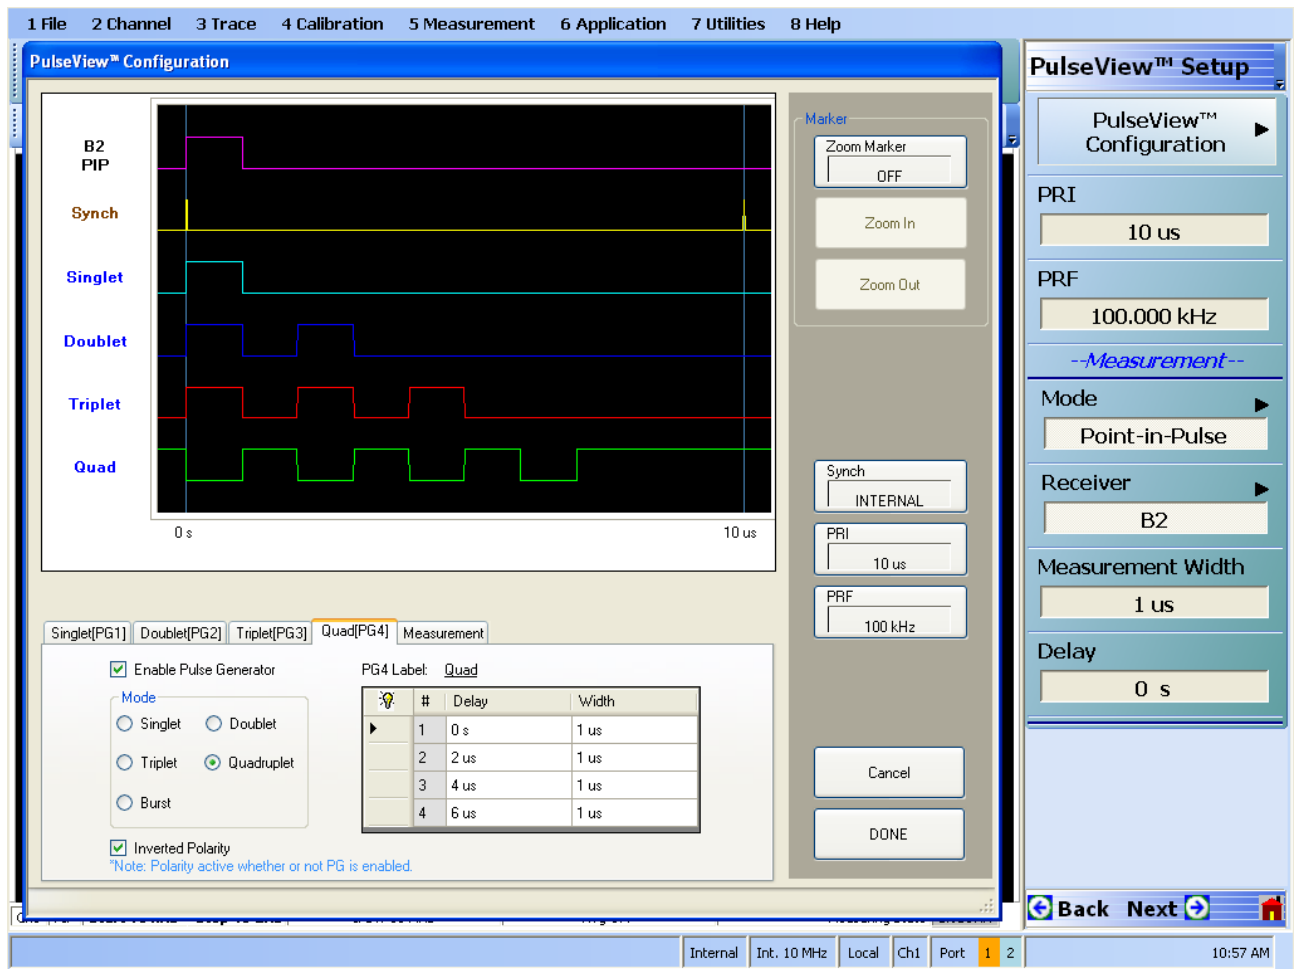 1 File 2 Channel 3 Trace 4 Calibration 5 Measurement 6 Application 7 Utilities 8 Help
PulseView™ Configuration
B2
PIP
Synch
Singlet
Doublet
Triplet
Quad
0 s 10 us
Marker
Zoom Marker
OFF
Zoom In
Zoom Out
Synch
INTERNAL
PRI
10 us
PRF
100 kHz
Cancel
DONE
Singlet[PG1] Doublet[PG2] Triplet[PG3] Quad[PG4] Measurement
Enable Pulse Generator
Mode
Singlet Doublet
Triplet Quadruplet
Burst
Inverted Polarity
*Note: Polarity active whether or not PG is enabled.
PG4 Label: Quad
# Delay Width
1 0 s 1 us
2 2 us 1 us
3 4 us 1 us
4 6 us 1 us
PulseView™ Setup
PulseView™
Configuration
PRI
10 us
PRF
100.000 kHz
--Measurement--
Mode
Point-in-Pulse
Receiver
B2
Measurement Width
1 us
Delay
0 s
Back Next
Internal Int. 10 MHz Local Ch1 Port 1 2 10:57 AM